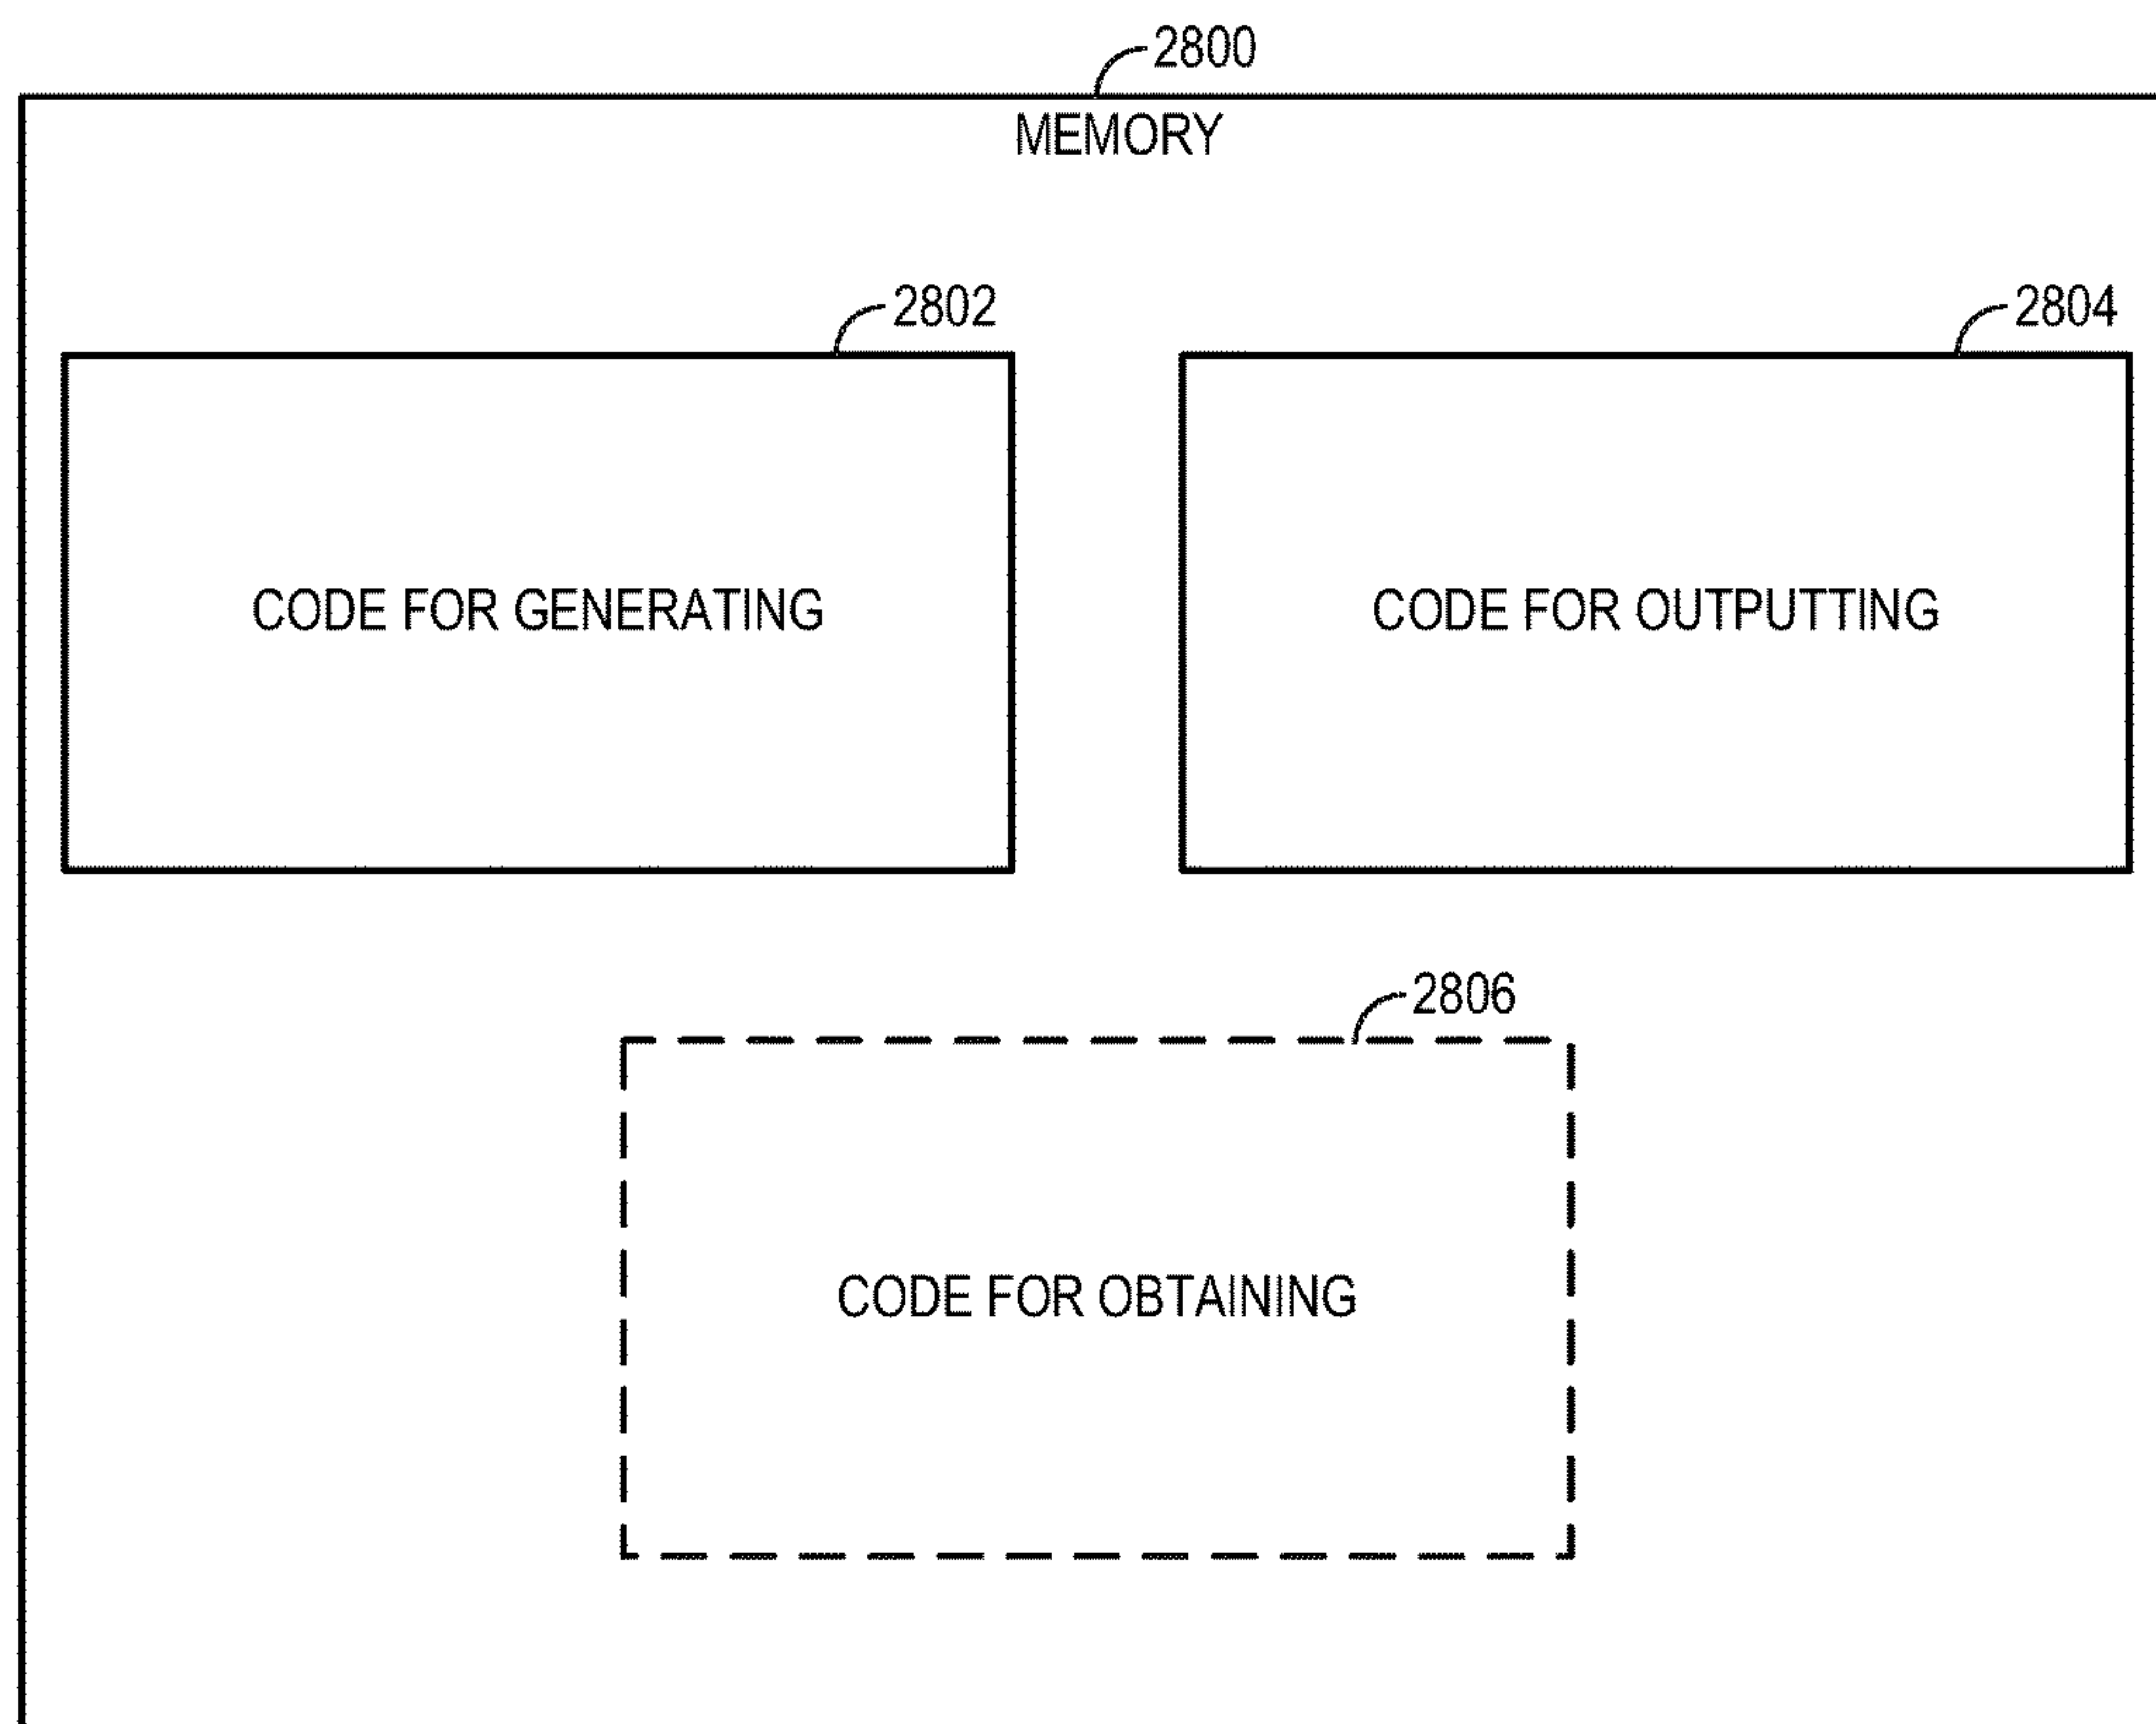 2800
MEMORY
2802
2804
CODE FOR GENERATING
CODE FOR OUTPUTTING
2806
CODE FOR OBTAINING